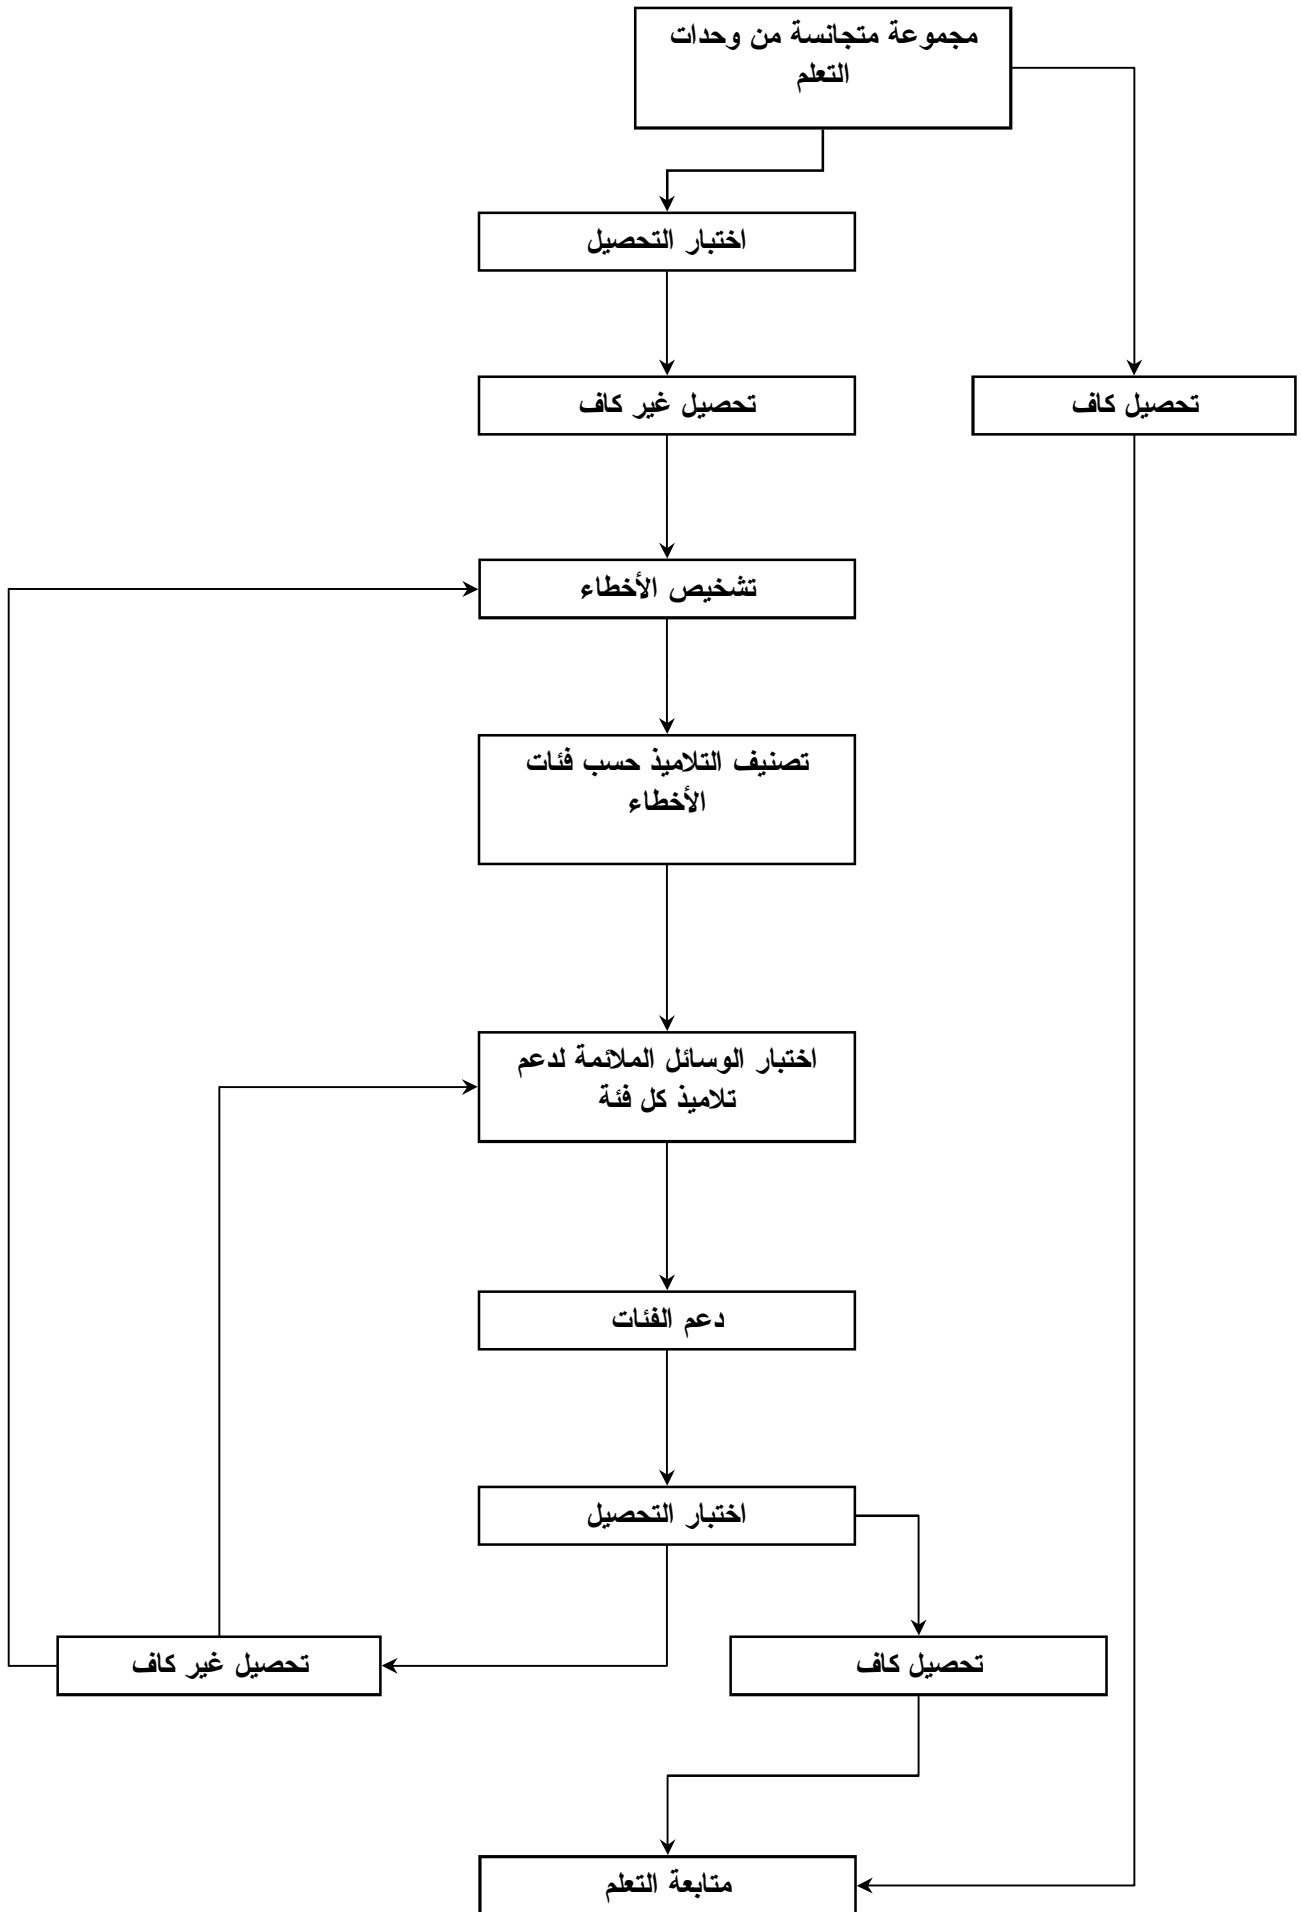 مجموعة متجانسة من وحدات
التعلم
اختبار التحصيل
تحصيل غير كاف
تحصيل كاف
تشخيص الأخطاء
تصنيف التلاميذ حسب فئات
الأخطاء
اختبار الوسائل الملائمة لدعم
تلاميذ كل فئة
دعم الفئات
اختبار التحصيل
تحصيل كاف
تحصيل غير كاف
متابعة التعلم